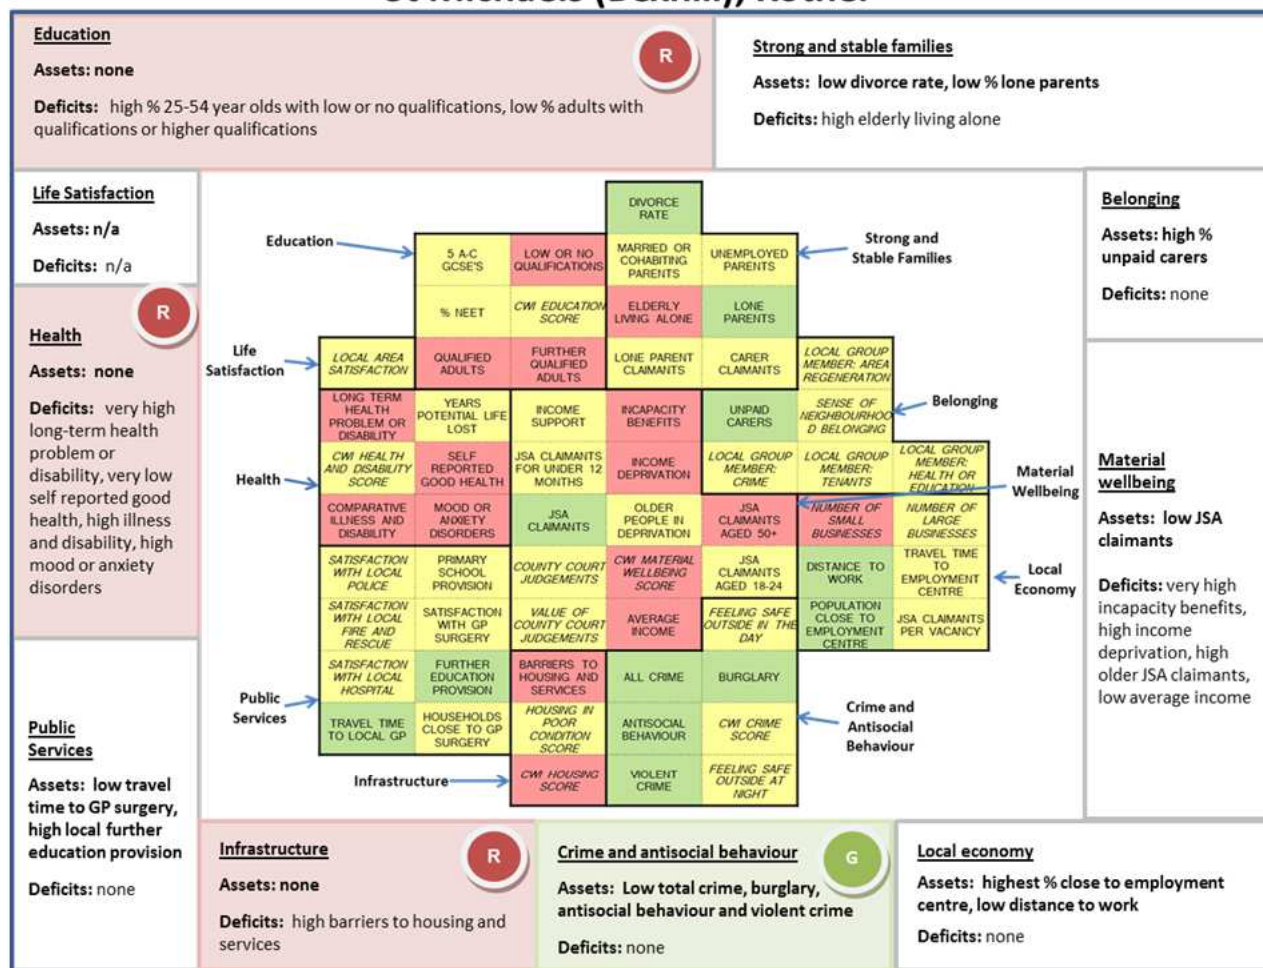 St Michaels (Bexhill), Rother
Education
Assets: none
Deficits: high % 25-54 year olds with low or no qualifications, low % adults with
qualifications or higher qualifications
R
Strong and stable families
Assets: low divorce rate, low % lone parents
Deficits: high elderly living alone
Life Satisfaction
Assets: n/a
Deficits: n/a
R
Health
Assets: none
Deficits: very high
long-term health
problem or
disability, very low
self reported good
health, high illness
and disability, high
mood or anxiety
disorders
Public
Services
Assets: low travel
time to GP surgery,
high local further
education provision
Deficits: none
Education
Life
Satisfaction
Health
Public
Services
Infrastructure
DIVORCE
RATE
5 A-C
GCSE'S
LOW OR NO
QUALIFICATIONS
MARRIED OR
COHABITING
PARENTS
UNEMPLOYED
PARENTS
% NEET
CWI EDUCATION
SCORE
ELDERLY
LIVING ALONE
LONE
PARENTS
LOCAL AREA
SATISFACTION
QUALIFIED
ADULTS
FURTHER
QUALIFIED
ADULTS
LONE PARENT
CLAIMANTS
CARER
CLAIMANTS
LOCAL GROUP
MEMBER: AREA
REGENERATION
LONG TERM
HEALTH
PROBLEM OR
DISABILITY
YEARS
POTENTIAL LIFE
LOST
INCOME
SUPPORT
INCAPACITY
BENEFITS
UNPAID
CARERS
SENSE OF
NEIGHBOURHOO
D BELONGING
CWI HEALTH
AND DISABILITY
SCORE
SELF
REPORTED
GOOD HEALTH
JSA CLAIMANTS
FOR UNDER 12
MONTHS
INCOME
DEPRIVATION
LOCAL GROUP
MEMBER:
CRIME
LOCAL GROUP
MEMBER:
TENANTS
LOCAL GROUP
MEMBER:
HEALTH OR
EDUCATION
COMPARATIVE
ILLNESS AND
DISABILITY
MOOD OR
ANXIETY
DISORDERS
JSA
CLAIMANTS
OLDER
PEOPLE IN
DEPRIVATION
JSA
CLAIMANTS
AGED 50+
NUMBER OF
SMALL
BUSINESSES
NUMBER OF
LARGE
BUSINESSES
SATISFACTION
WITH LOCAL
POLICE
PRIMARY
SCHOOL
PROVISION
COUNTY COURT
JUDGEMENTS
CWI MATERIAL
WELLBEING
SCORE
JSA
CLAIMANTS
AGED 18-24
DISTANCE TO
WORK
TRAVEL TIME
TO
EMPLOYMENT
CENTRE
SATISFACTION
WITH LOCAL
FIRE AND
RESCUE
SATISFACTION
WITH GP
SURGERY
VALUE OF
COUNTY COURT
JUDGEMENTS
AVERAGE
INCOME
FEELING SAFE
OUTSIDE IN THE
DAY
POPULATION
CLOSE TO
EMPLOYMENT
CENTRE
JSA CLAIMANTS
PER VACANCY
SATISFACTION
WITH LOCAL
HOSPITAL
FURTHER
EDUCATION
PROVISION
BARRIERS TO
HOUSING AND
SERVICES
ALL CRIME
BURGLARY
TRAVEL TIME
TO LOCAL GP
HOUSEHOLDS
CLOSE TO GP
SURGERY
HOUSING IN
POOR
CONDITION
SCORE
ANTISOCIAL
BEHAVIOUR
CWI CRIME
SCORE
CWI HOUSING
SCORE
VIOLENT
CRIME
FEELING SAFE
OUTSIDE AT
NIGHT
Strong and
Stable Families
Belonging
Material
Wellbeing
Local
Economy
Crime and
Antisocial
Behaviour
Belonging
Assets: high %
unpaid carers
Deficits: none
Material
wellbeing
Assets: low JSA
claimants
Deficits: very high
incapacity benefits,
high income
deprivation, high
older JSA claimants,
low average income
Infrastructure
R
Assets: none
Deficits: high barriers to housing and
services
Crime and antisocial behaviour
G
Assets: Low total crime, burglary,
antisocial behaviour and violent crime
Deficits: none
Local economy
Assets: highest % close to employment
centre, low distance to work
Deficits: none